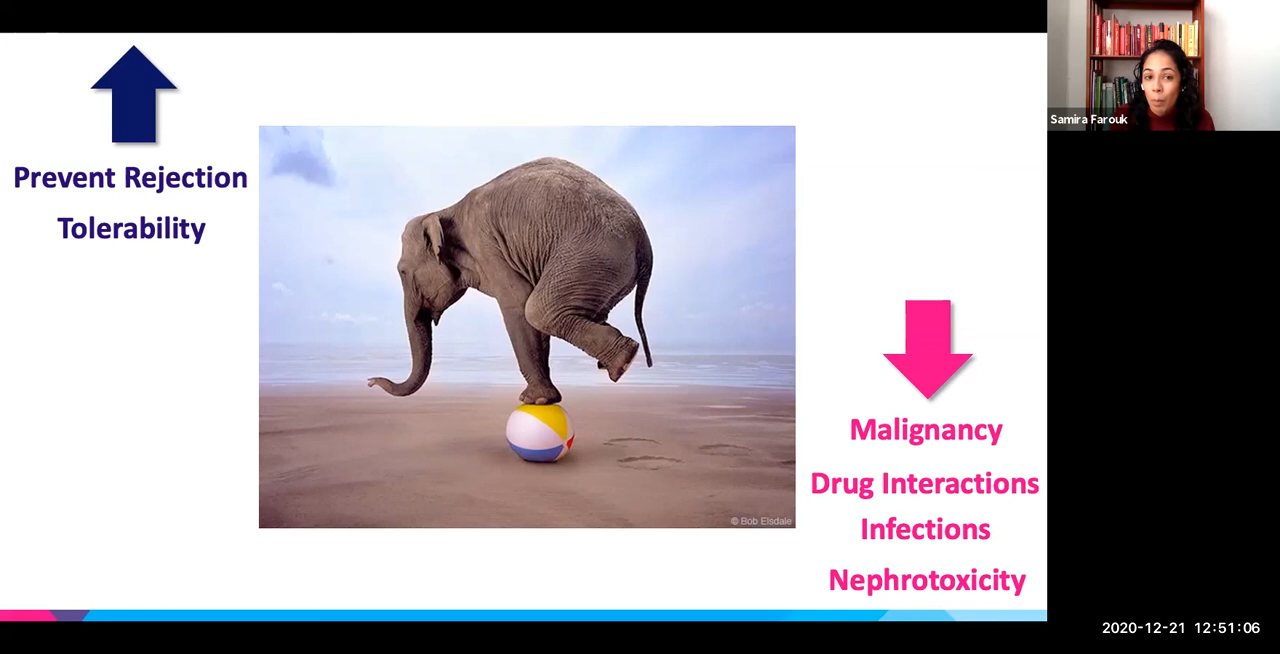 Prevent Rejection
Tolerability
© Bob Elsdale
Malignancy
Drug Interactions
Infections
Nephrotoxicity
Samira Farouk
2020-12-21 12:51:06